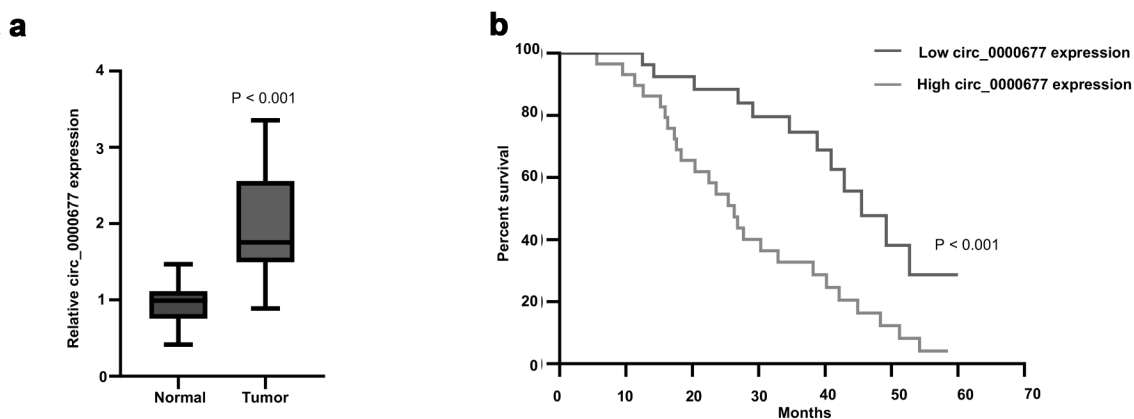 a
4
3
2
1
0
Relative circ_0000677 expression
P < 0.001
Normal
Tumor
b
100
80
60
40
20
0
Percent survival
Low circ_0000677 expression
High circ_0000677 expression
P < 0.001
0 10 20 30 40 50 60 70
Months